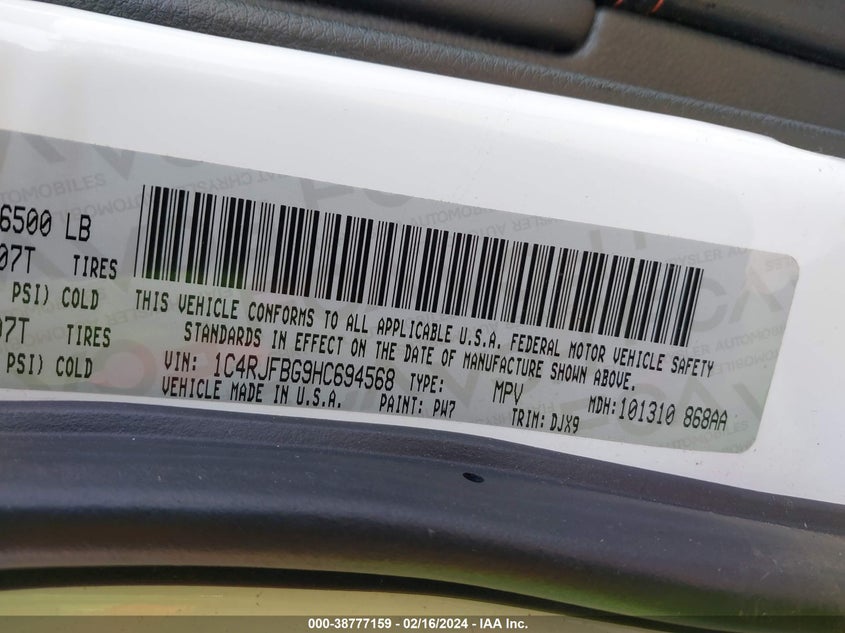 6500 LB
07T TIRES
PSI) COLD
07T TIRES
PSI) COLD
THIS VEHICLE CONFORMS TO ALL APPLICABLE U.S.A. FEDERAL MOTOR VEHICLE SAFETY
STANDARDS IN EFFECT ON THE DATE OF MANUFACTURE SHOWN ABOVE.
VIN: 1C4RJFBG9HC694568 TYPE: MPV MDH:101310 868AA
VEHICLE MADE IN U.S.A. PAINT: PW7 TRIM: DJX9
000-38777159 - 02/16/2024 - IAA Inc.